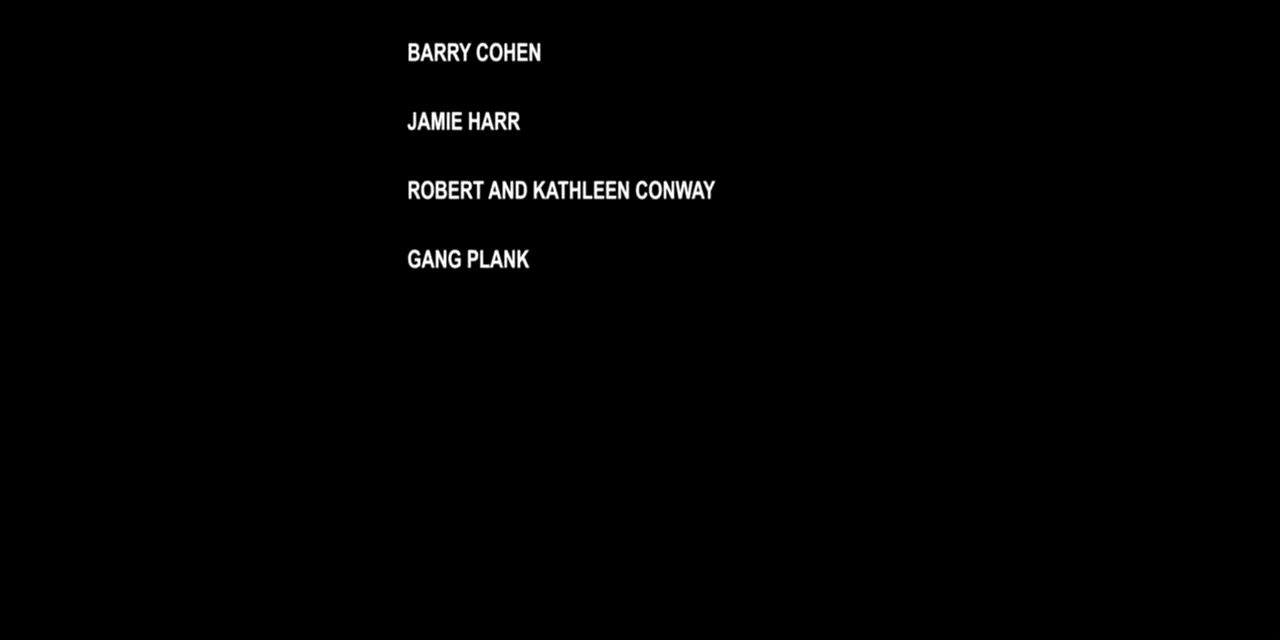 BARRY COHEN
JAMIE HARR
ROBERT AND KATHLEEN CONWAY
GANG PLANK